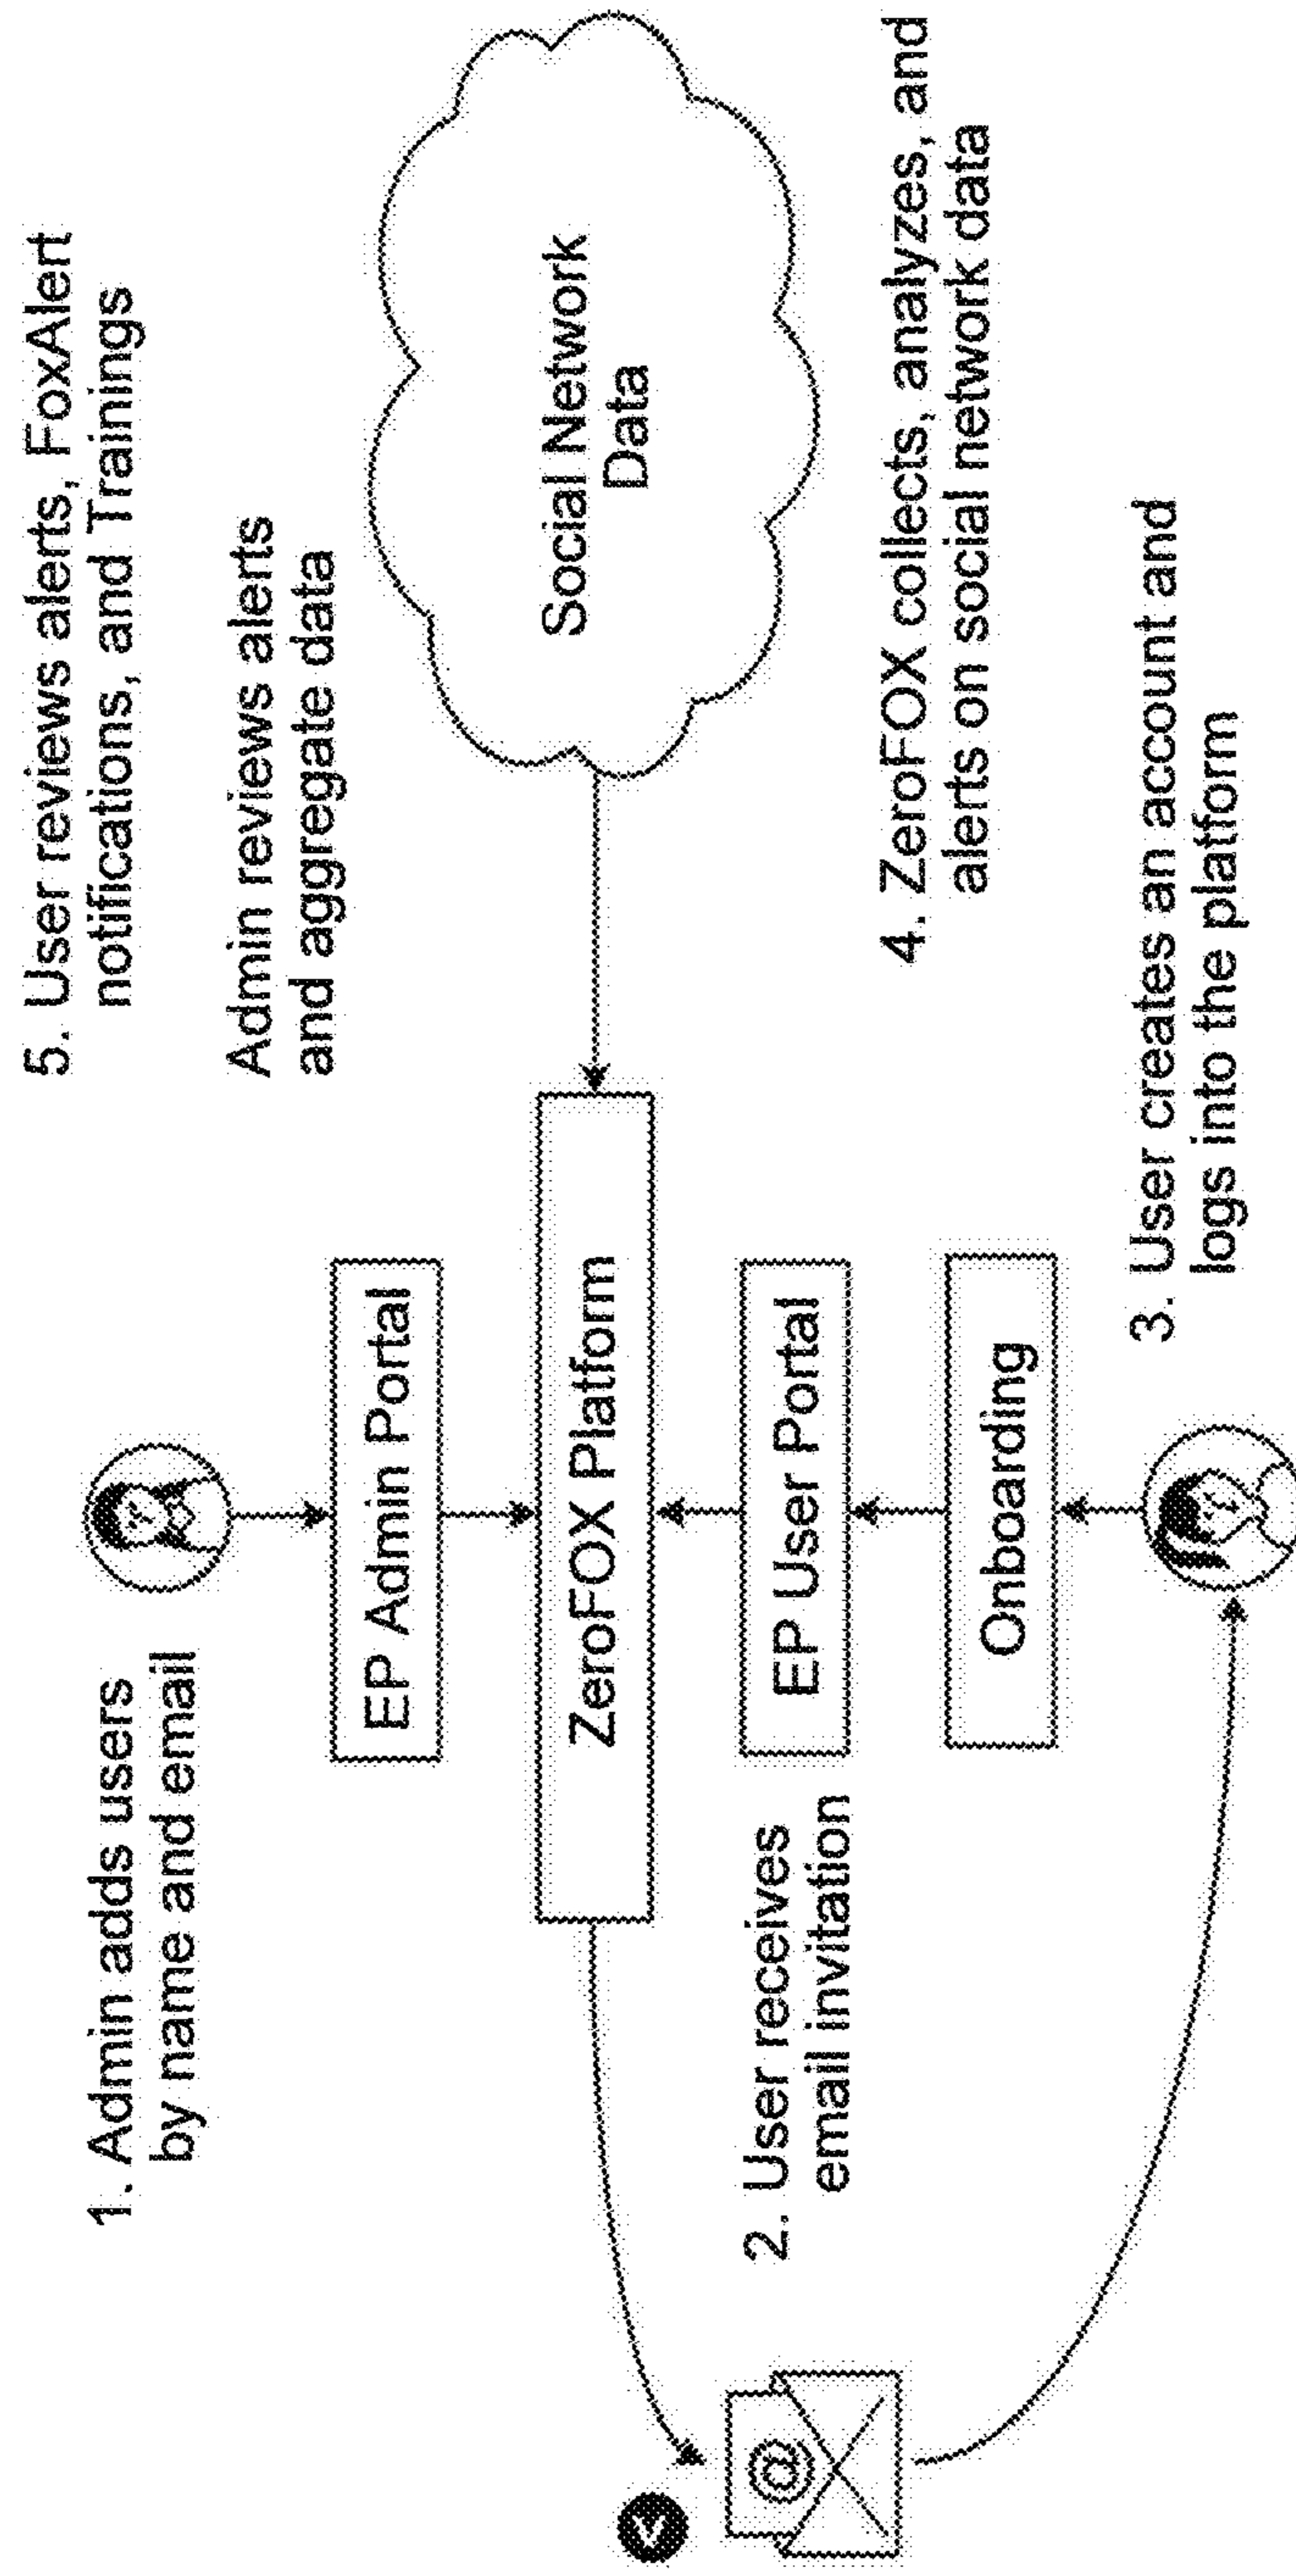 1. Admin adds users
by name and email
5. User reviews alerts, FoxAlert
notifications, and Trainings
Admin reviews alerts
and aggregate data
EP Admin Portal
ZeroFOX Platform
Social Network
Data
2. User receives
email invitation
@
EP User Portal
4. ZeroFOX collects, analyzes, and
alerts on social network data
Onboarding
3. User creates an account and
logs into the platform